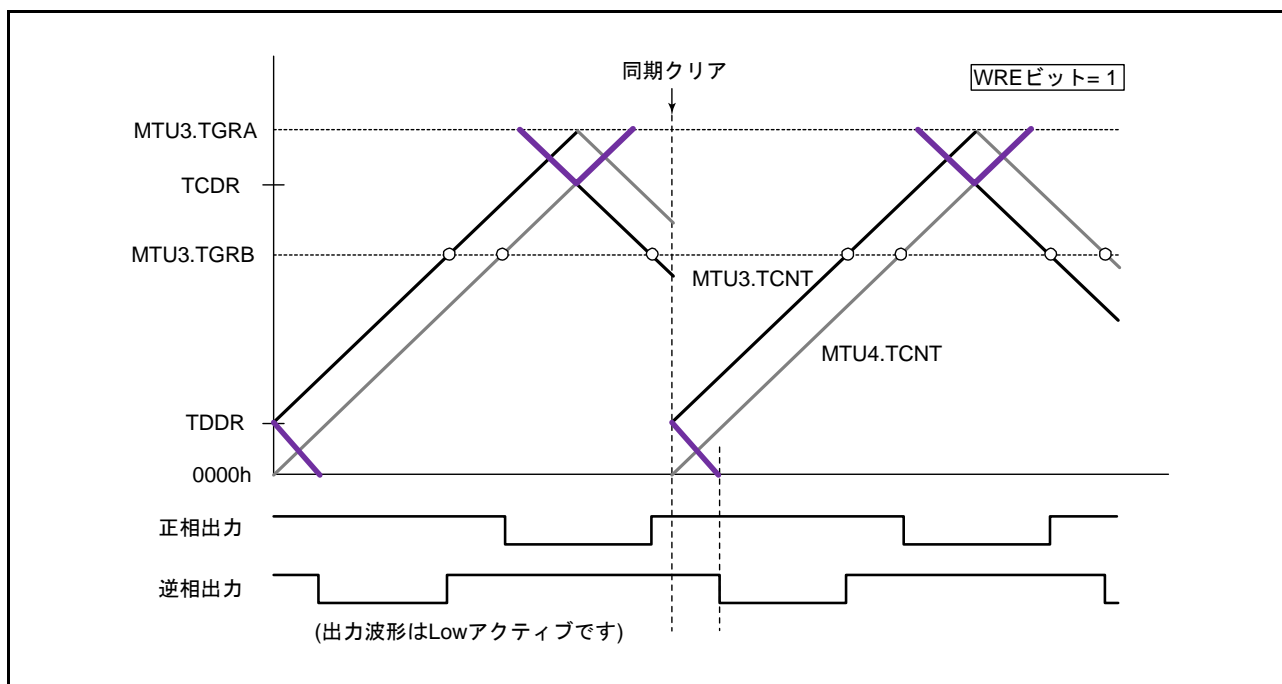 同期クリア
WREビット= 1
MTU3.TGRA
TCDR
MTU3.TGRB
MTU3.TCNT
MTU4.TCNT
TDDR
0000h
正相出力
逆相出力
(出力波形はLowアクティブです)